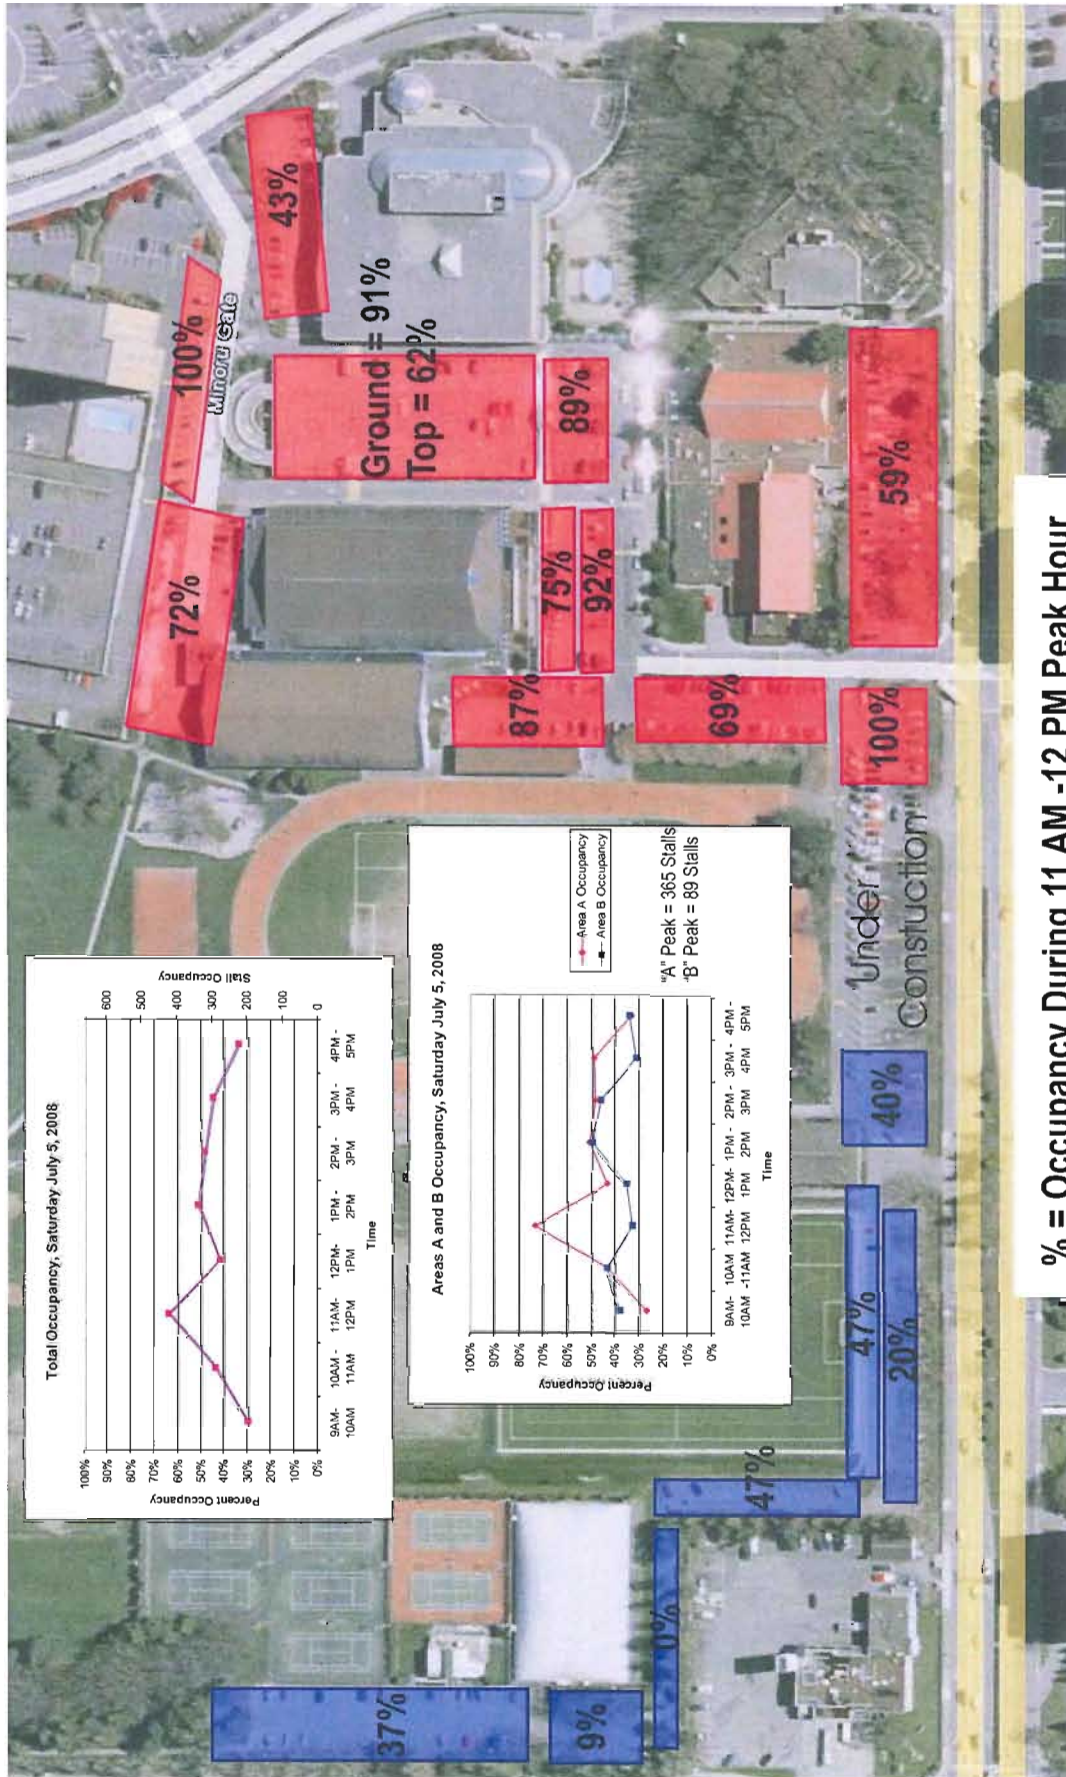 43%
100%
Minoru Gate
72%
Ground = 91%
Top = 62%
89%
75%
92%
87%
69%
59%
100%
Under
Constuction
40%
47%
20%
47%
0%
9%
37%
Total Occupancy, Saturday July 5, 2008
Percent Occupancy
100%
90%
80%
70%
60%
50%
40%
30%
20%
10%
0%
Stall Occupancy
600
500
400
300
200
100
0
9AM- 10AM - 11AM- 12PM- 1PM - 2PM - 3PM - 4PM -
10AM 11AM 12PM 1PM 2PM 3PM 4PM 5PM
Time
Areas A and B Occupancy, Saturday July 5, 2008
Percent Occupancy
100%
90%
80%
70%
60%
50%
40%
30%
20%
10%
0%
9AM- 10AM 11AM- 12PM- 1PM - 2PM - 3PM - 4PM -
10AM -11AM 12PM 1PM 2PM 3PM 4PM 5PM
Time
Area A Occupancy
Area B Occupancy
"A" Peak = 365 Stalls
"B" Peak = 89 Stalls
% = Occupancy During 11 AM -12 PM Peak Hour